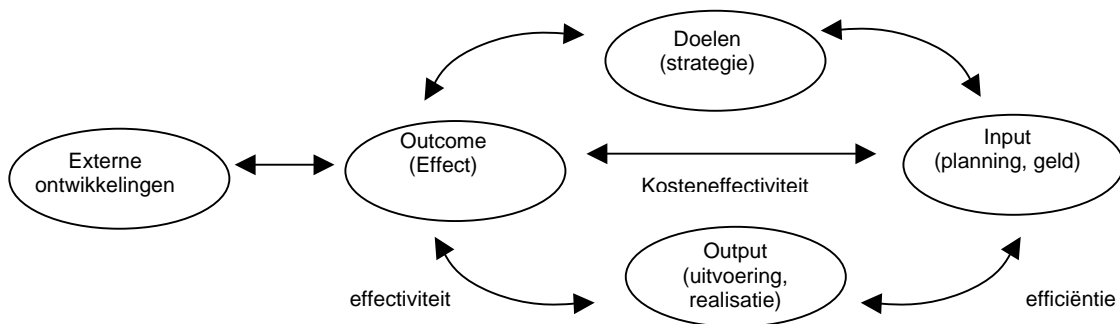 Doelen
(strategie)
Outcome
(Effect)
Input
(planning, geld)
Externe
ontwikkelingen
Kosteneffectiviteit
Output
(uitvoering,
realisatie)
effectiviteit
efficiëntie